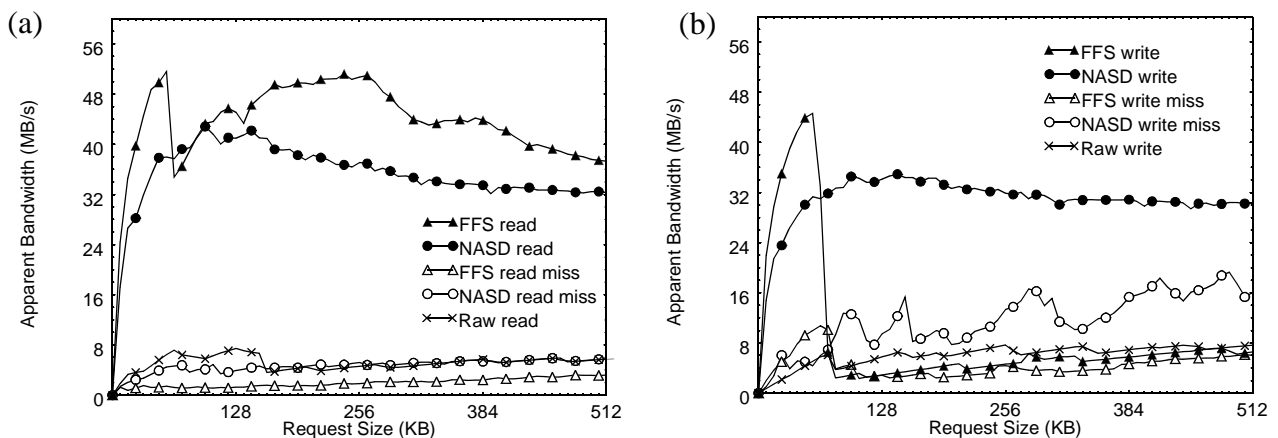 (a)
56
48
40
32
24
16
8
0
Apparent Bandwidth (MB/s)
FFS read
NASD read
FFS read miss
NASD read miss
Raw read
128
256
384
512
Request Size (KB)
(b)
56
48
40
32
24
16
8
0
Apparent Bandwidth (MB/s)
FFS write
NASD write
FFS write miss
NASD write miss
Raw write
128
256
384
512
Request Size (KB)